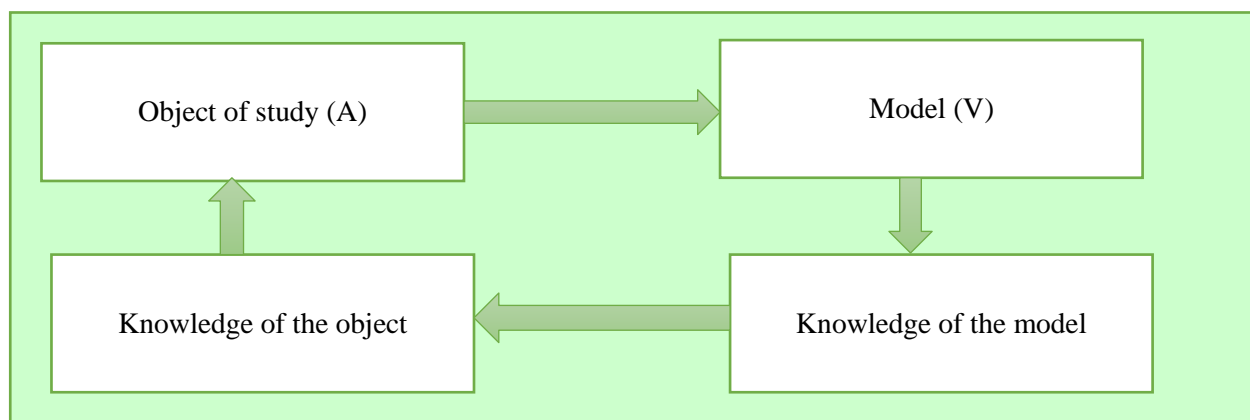 Object of study (A)
Model (V)
Knowledge of the object
Knowledge of the model